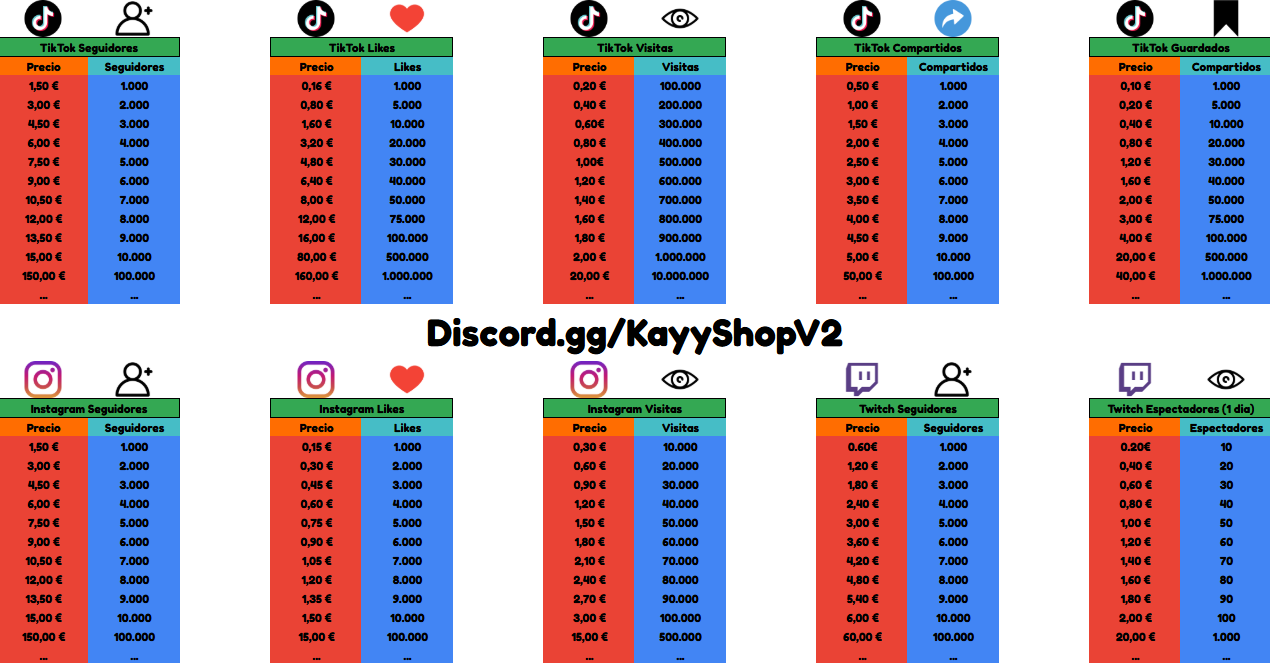 TikTok Seguidores
Precio Seguidores
1,50 € 1.000
3,00 € 2.000
4,50 € 3.000
6,00 € 4.000
7,50 € 5.000
9,00 € 6.000
10,50 € 7.000
12,00 € 8.000
13,50 € 9.000
15,00 € 10.000
150,00 € 100.000
... ...
TikTok Likes
Precio Likes
0,16 € 1.000
0,80 € 5.000
1,60 € 10.000
3,20 € 20.000
4,80 € 30.000
6,40 € 40.000
8,00 € 50.000
12,00 € 75.000
16,00 € 100.000
80,00 € 500.000
160,00 € 1.000.000
... ...
TikTok Visitas
Precio Visitas
0,20 € 100.000
0,40 € 200.000
0,60€ 300.000
0,80 € 400.000
1,00€ 500.000
1,20 € 600.000
1,40 € 700.000
1,60 € 800.000
1,80 € 900.000
2,00 € 1.000.000
20,00 € 10.000.000
... ...
TikTok Compartidos
Precio Compartidos
0,50 € 1.000
1,00 € 2.000
1,50 € 3.000
2,00 € 4.000
2,50 € 5.000
3,00 € 6.000
3,50 € 7.000
4,00 € 8.000
4,50 € 9.000
5,00 € 10.000
50,00 € 100.000
... ...
TikTok Guardados
Precio Compartidos
0,10 € 1.000
0,20 € 5.000
0,40 € 10.000
0,80 € 20.000
1,20 € 30.000
1,60 € 40.000
2,00 € 50.000
3,00 € 75.000
4,00 € 100.000
20,00 € 500.000
40,00 € 1.000.000
... ...
Discord.gg/KayyShopV2
Instagram Seguidores
Precio Seguidores
1,50 € 1.000
3,00 € 2.000
4,50 € 3.000
6,00 € 4.000
7,50 € 5.000
9,00 € 6.000
10,50 € 7.000
12,00 € 8.000
13,50 € 9.000
15,00 € 10.000
150,00 € 100.000
... ...
Instagram Likes
Precio Likes
0,15 € 1.000
0,30 € 2.000
0,45 € 3.000
0,60 € 4.000
0,75 € 5.000
0,90 € 6.000
1,05 € 7.000
1,20 € 8.000
1,35 € 9.000
1,50 € 10.000
15,00 € 100.000
... ...
Instagram Visitas
Precio Visitas
0,30 € 10.000
0,60 € 20.000
0,90 € 30.000
1,20 € 40.000
1,50 € 50.000
1,80 € 60.000
2,10 € 70.000
2,40 € 80.000
2,70 € 90.000
3,00 € 100.000
15,00 € 500.000
... ...
Twitch Seguidores
Precio Seguidores
0.60€ 1.000
1,20 € 2.000
1,80 € 3.000
2,40 € 4.000
3,00 € 5.000
3,60 € 6.000
4,20 € 7.000
4,80 € 8.000
5,40 € 9.000
6,00 € 10.000
60,00 € 100.000
... ...
Twitch Espectadores (1 dia)
Precio Espectadores
0.20€ 10
0,40 € 20
0,60 € 30
0,80 € 40
1,00 € 50
1,20 € 60
1,40 € 70
1,60 € 80
1,80 € 90
2,00 € 100
20,00 € 1.000
... ...